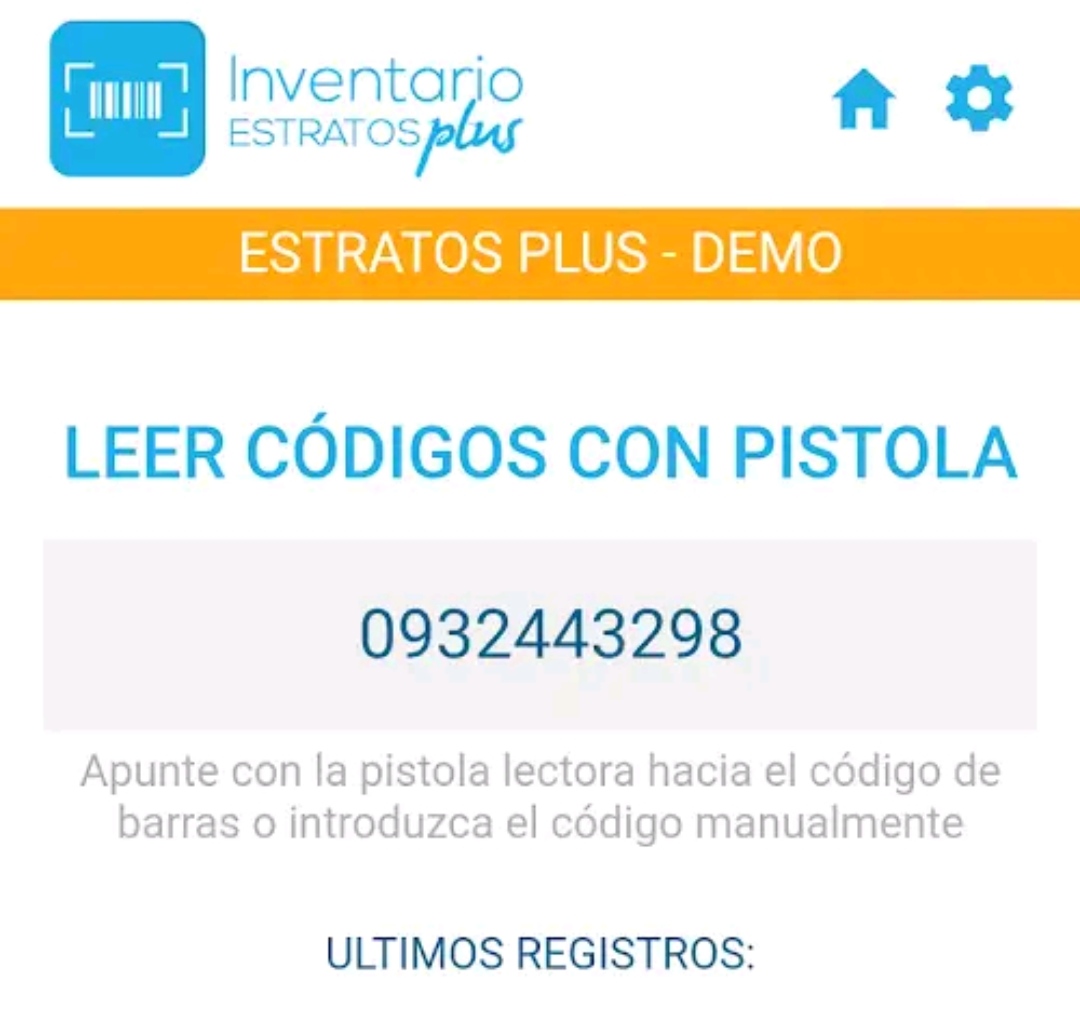 Inventario
ESTRATOS plus
ESTRATOS PLUS - DEMO
LEER CÓDIGOS CON PISTOLA
0932443298
Apunte con la pistola lectora hacia el código de
barras o introduzca el código manualmente
ULTIMOS REGISTROS: